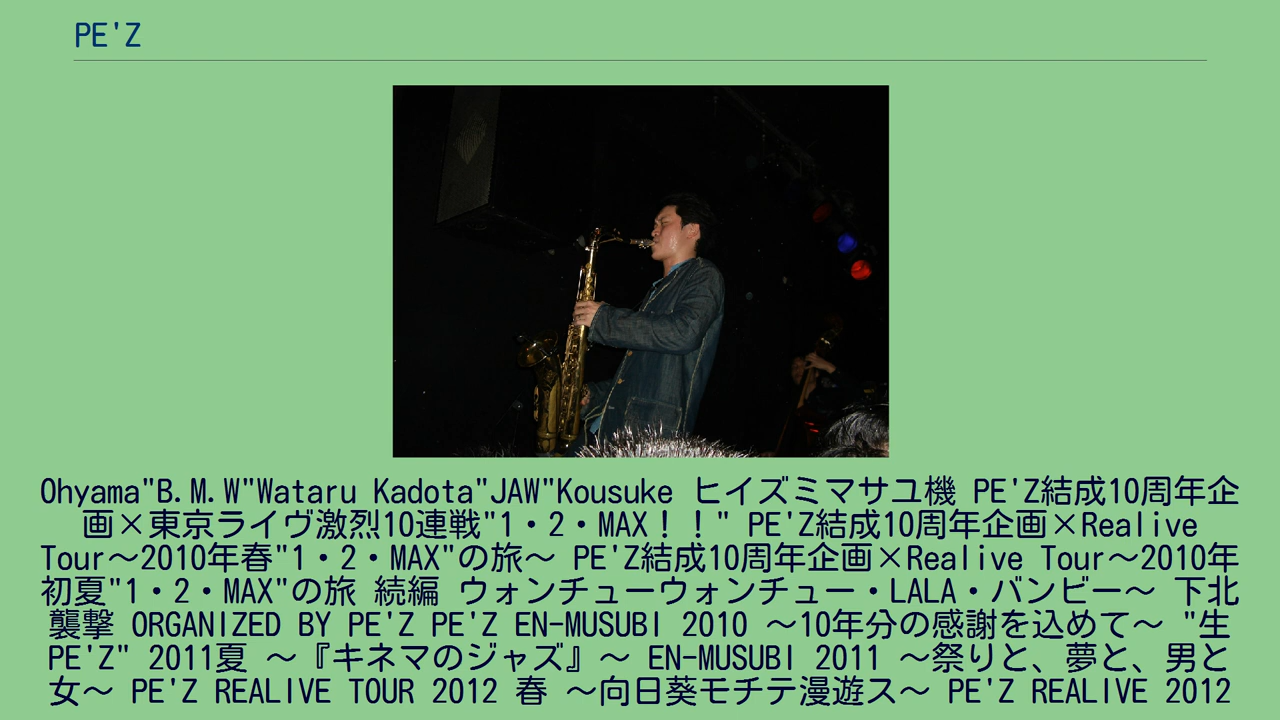 PE'Z
Ohyama"B.M.W"Wataru Kadota"JAW"Kousuke ヒイズミマサユ機 PE'Z結成10周年企
画×東京ライヴ激烈10連戦"1・2・MAX！！" PE'Z結成10周年企画×Realive
Tour～2010年春"1・2・MAX"の旅～ PE'Z結成10周年企画×Realive Tour～2010年
初夏"1・2・MAX"の旅 続編 ウォンチューウォンチュー・LALA・バンビー～ 下北
襲撃 ORGANIZED BY PE'Z PE'Z EN-MUSUBI 2010 ～10年分の感謝を込めて～ "生
PE'Z" 2011夏 ～『キネマのジャズ』～ EN-MUSUBI 2011 ～祭りと、夢と、男と
女～ PE'Z REALIVE TOUR 2012 春 ～向日葵モチテ漫遊ス～ PE'Z REALIVE 2012